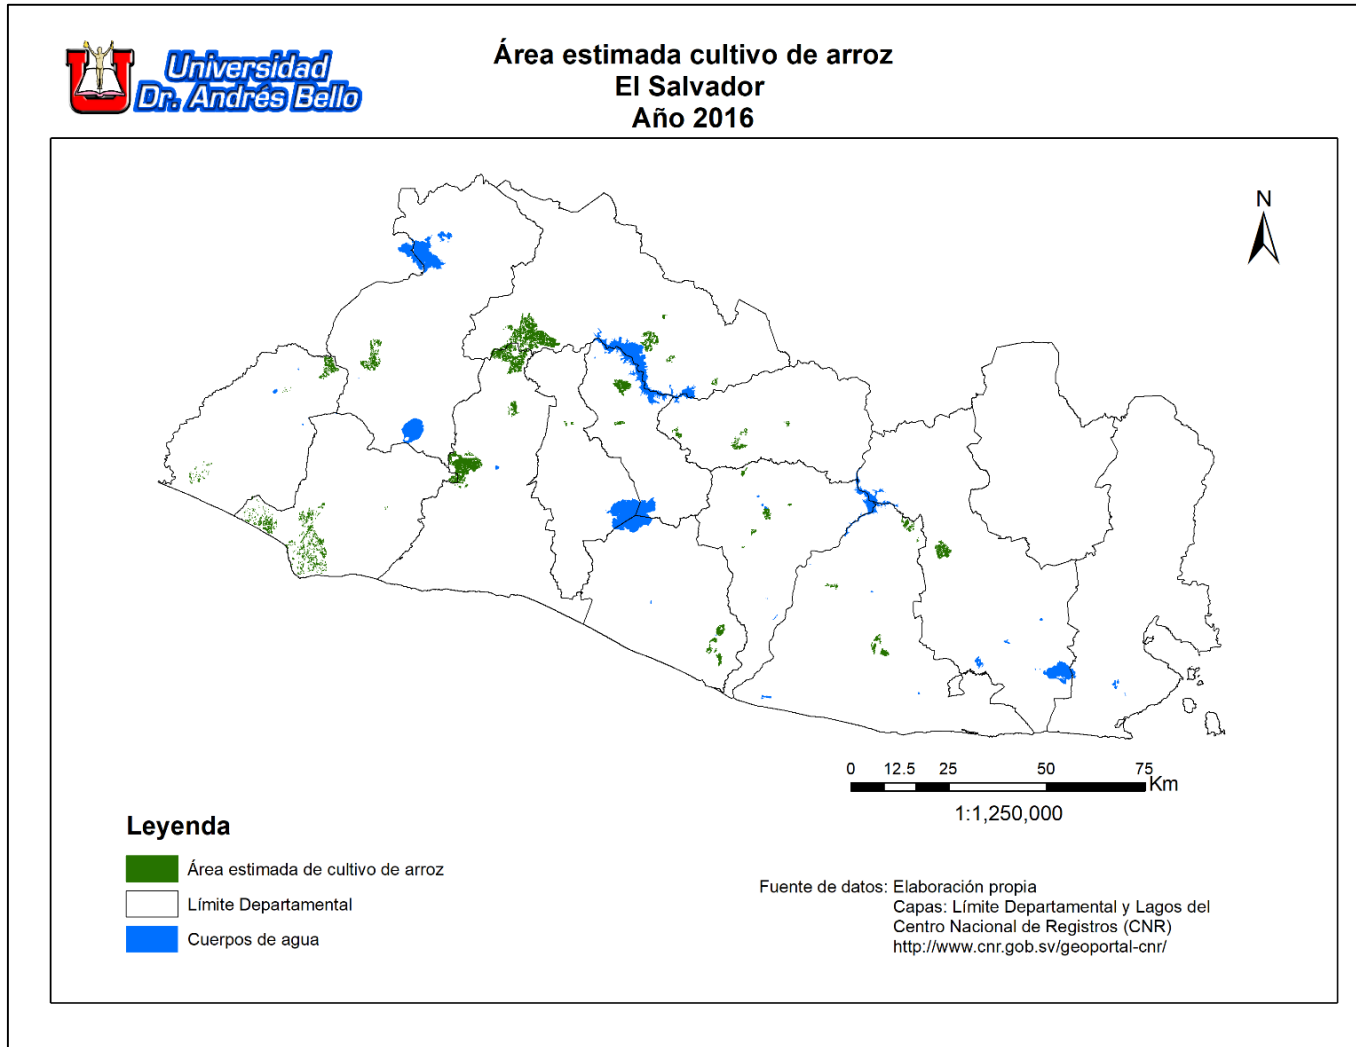 Universidad
Dr. Andrés Bello
Área estimada cultivo de arroz
El Salvador
Año 2016
N
0 12.5 25 50 75
Km
1:1,250,000
Leyenda
Área estimada de cultivo de arroz
Límite Departamental
Cuerpos de agua
Fuente de datos: Elaboración propia
Capas: Límite Departamental y Lagos del
Centro Nacional de Registros (CNR)
http://www.cnr.gob.sv/geoportal-cnr/